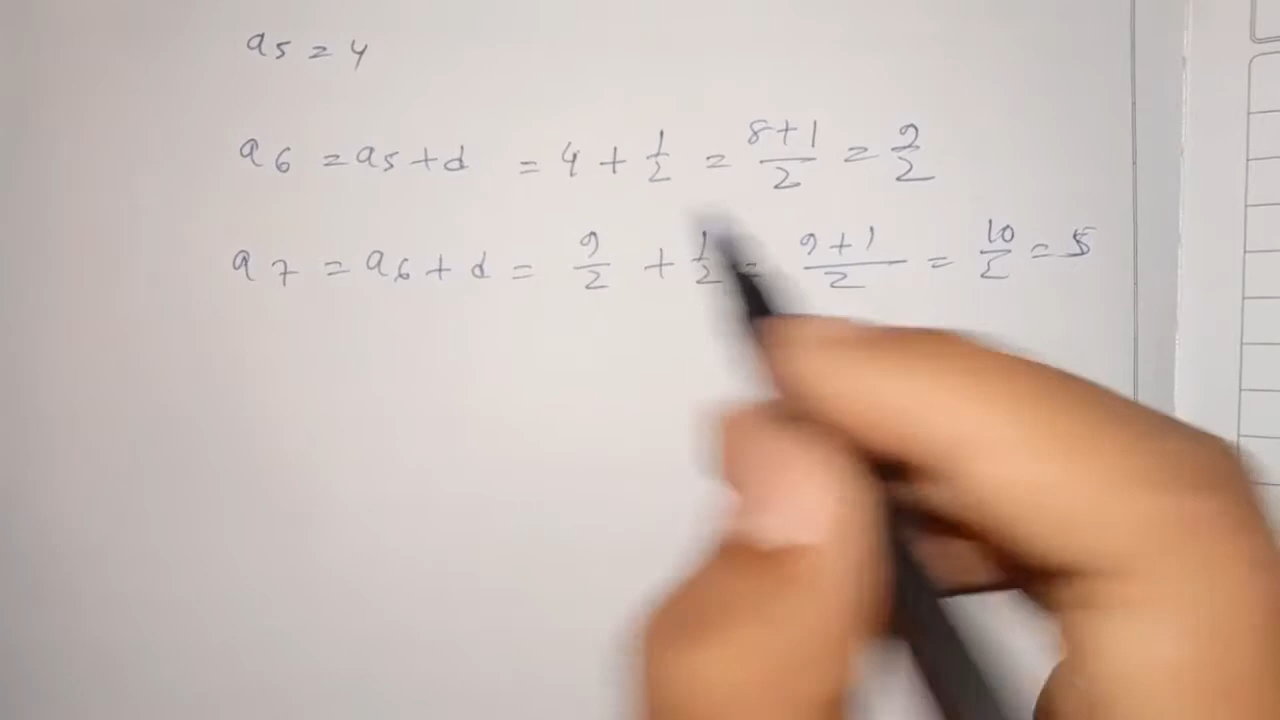 a5 = 4
a6 = a5 + d = 4 + 1/2 = 8+1/2 = 9/2
a7 = a6 + d = 9/2 + 1/2 = 9+1/2 = 10/2 = 5